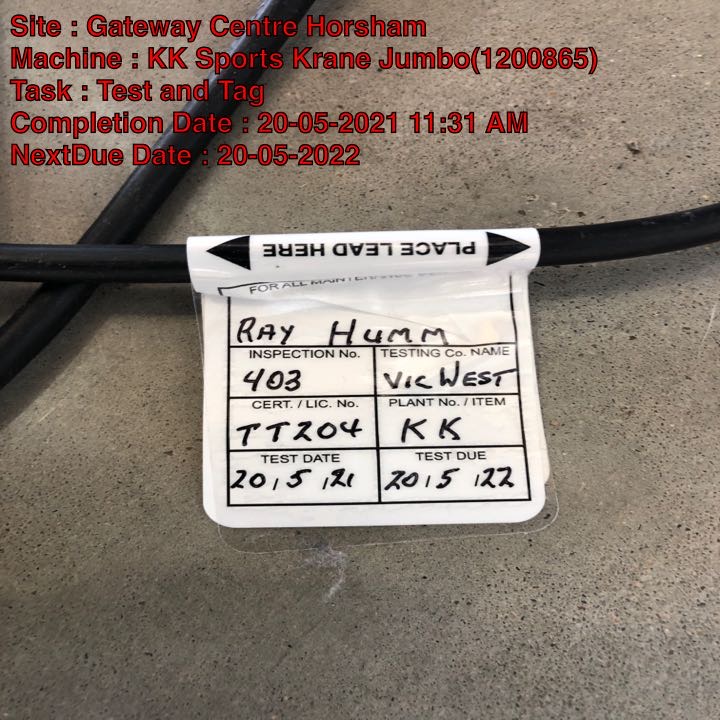 Site : Gateway Centre Horsham
Machine : KK Sports Krane Jumbo(1200865)
Task : Test and Tag
Completion Date : 20-05-2021 11:31 AM
NextDue Date : 20-05-2022
PLACE LEAD HERE
FOR ALL
RAY HUMM
INSPECTION No. TESTING Co. NAME
403 VIC WEST
CERT. / LIC. No. PLANT No. / ITEM
TT204 KK
TEST DATE TEST DUE
20,5,21 20,5,22